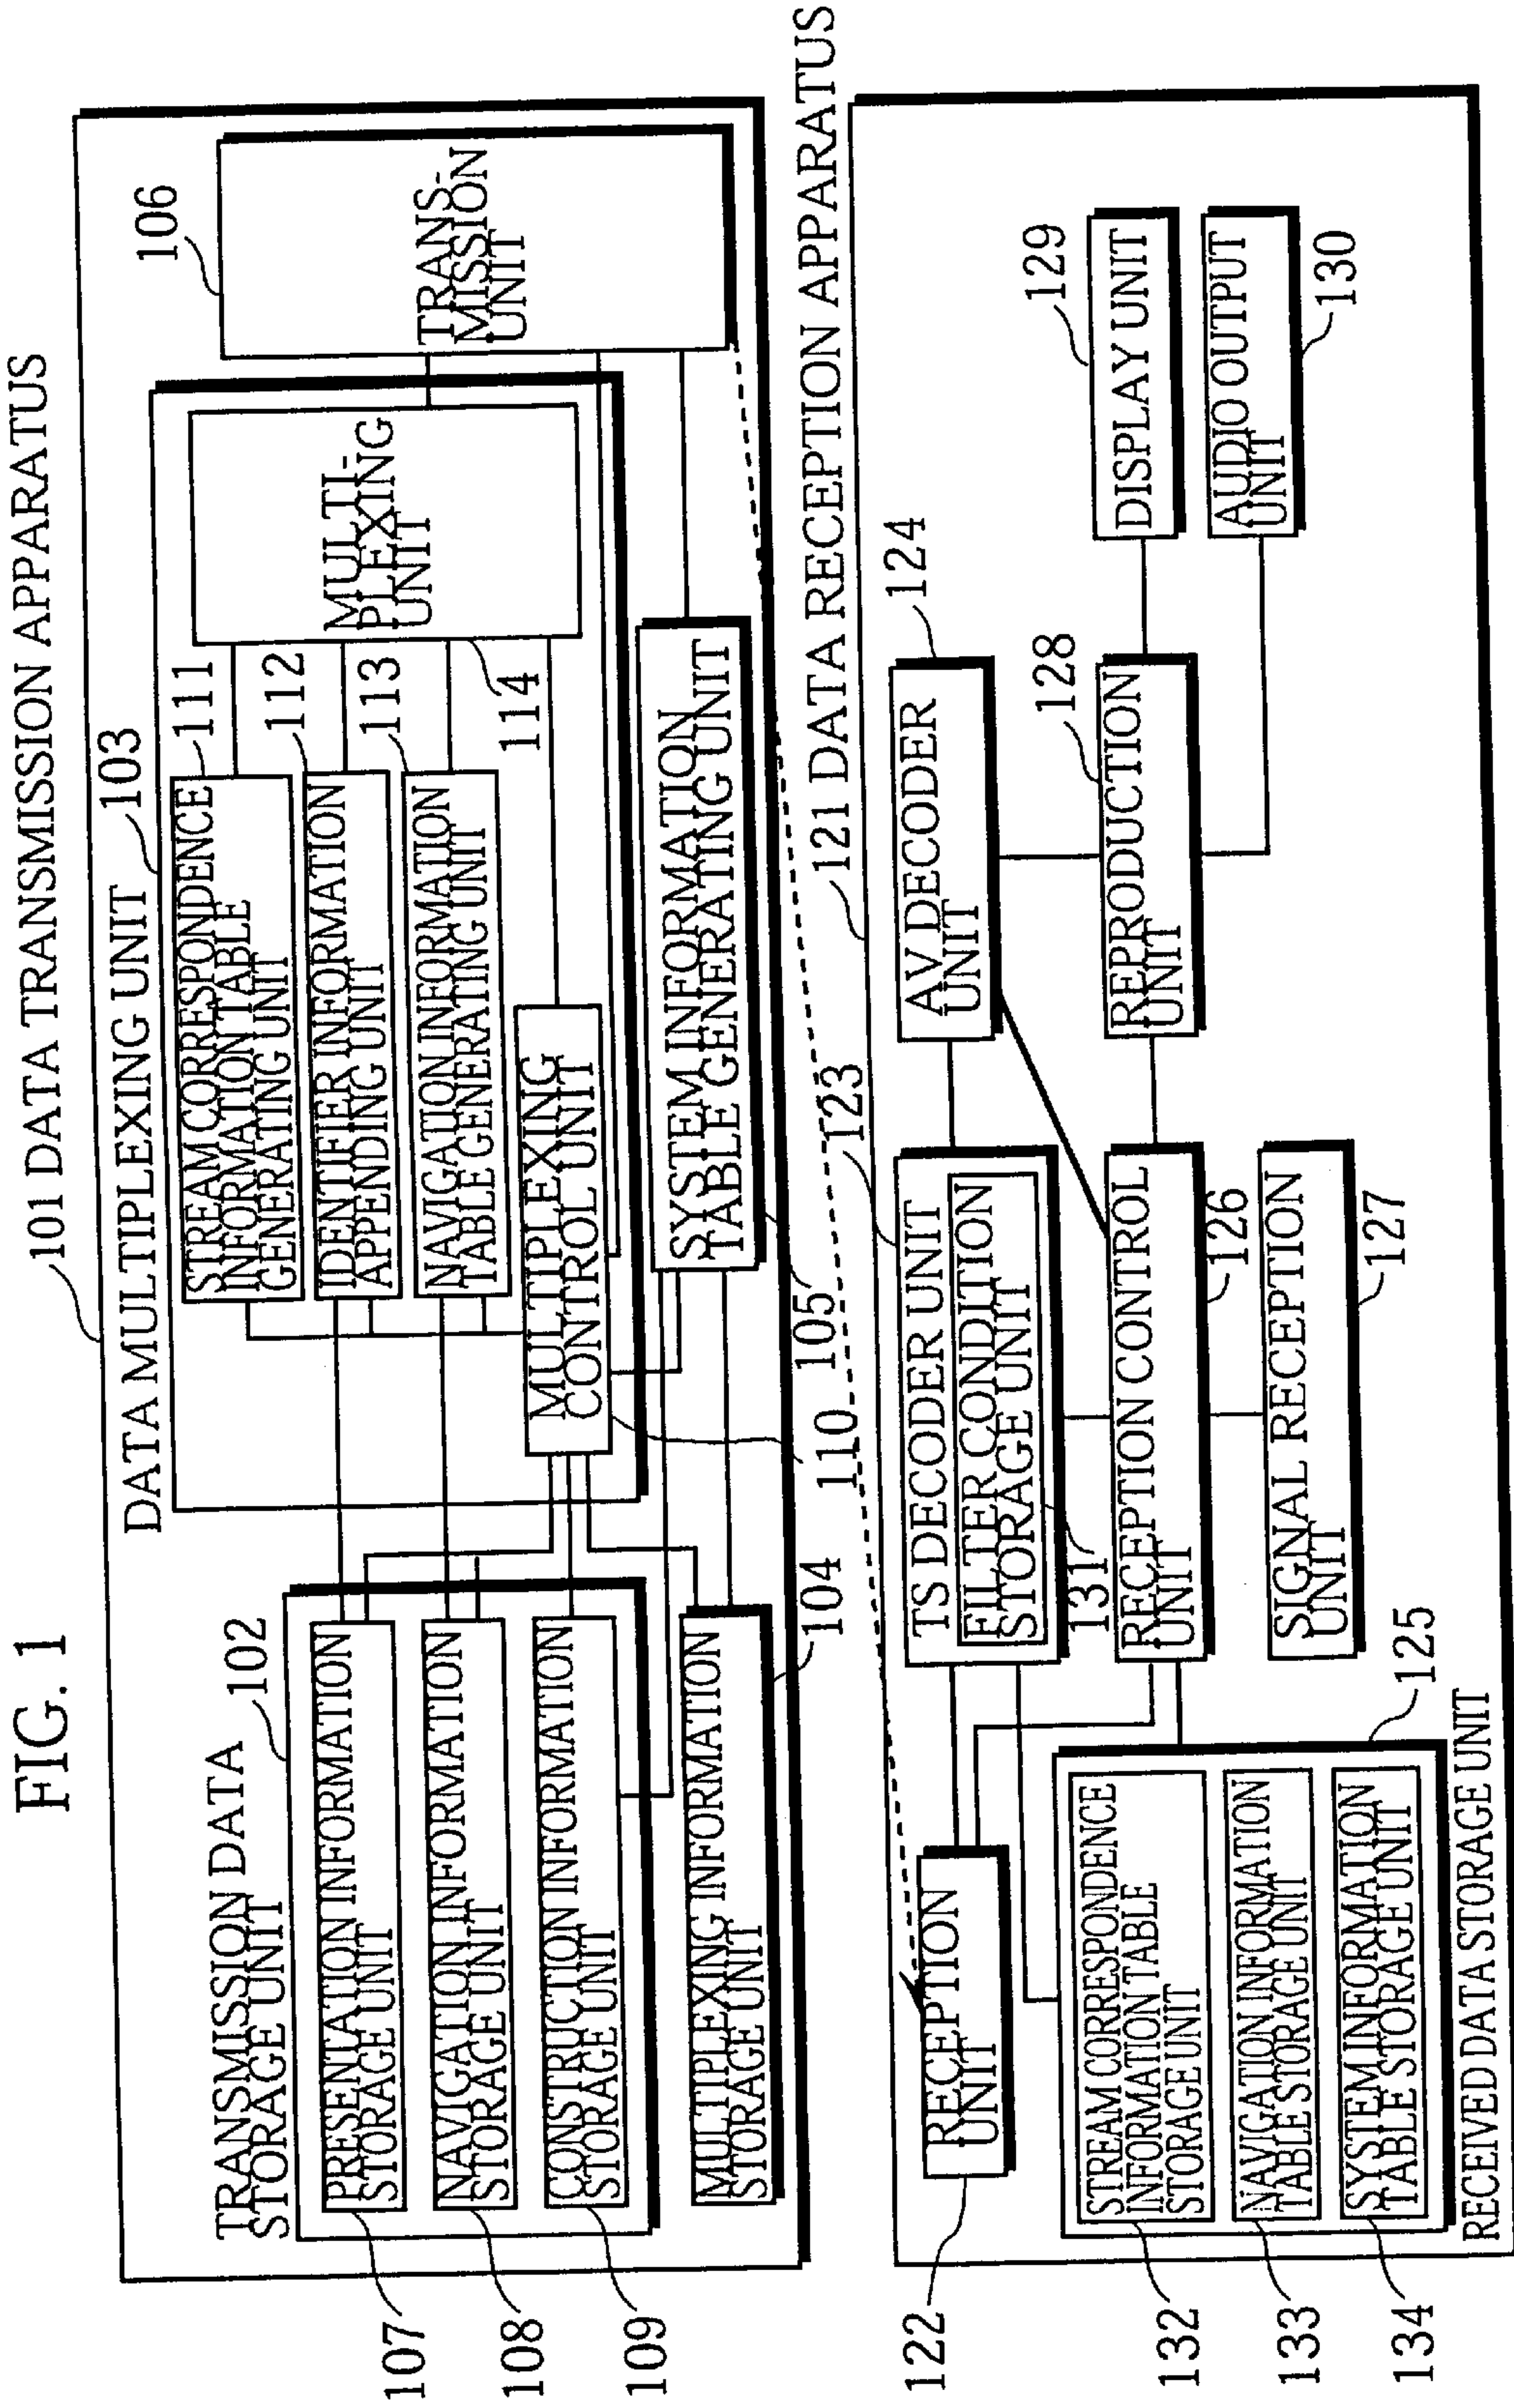 FIG. 1
101 DATA TRANSMISSION APPARATUS
DATA MULTIPLEXING UNIT 103
TRANSMISSION DATA
STORAGE UNIT
102
PRESENTATION INFORMATION
STORAGE UNIT
107
NAVIGATION INFORMATION
STORAGE UNIT
108
CONSTRUCTION INFORMATION
STORAGE UNIT
109
MULTIPLEXING INFORMATION
STORAGE UNIT
104
STREAM CORRESPONDENCE
INFORMATION TABLE
GENERATING UNIT
111
IDENTIFIER INFORMATION
APPENDING UNIT
112
NAVIGATION INFORMATION
TABLE GENERATING UNIT
113
MULTIPLEXING
CONTROL UNIT
110
MULTI-
PLEXING
UNIT
114
SYSTEM INFORMATION
TABLE GENERATING UNIT
105
TRANS-
MISSION
UNIT
106
121 DATA RECEPTION APPARATUS
RECEPTION
UNIT
122
TS DECODER UNIT
123
FILTER CONDITION
STORAGE UNIT
131
AV DECODER
UNIT
124
STREAM CORRESPONDENCE
INFORMATION TABLE
STORAGE UNIT
132
NAVIGATION INFORMATION
TABLE STORAGE UNIT
133
SYSTEM INFORMATION
TABLE STORAGE UNIT
134
RECEIVED DATA STORAGE UNIT
125
RECEPTION CONTROL
UNIT
126
SIGNAL RECEPTION
UNIT
127
REPRODUCTION
UNIT
128
DISPLAY UNIT
129
AUDIO OUTPUT
UNIT
130